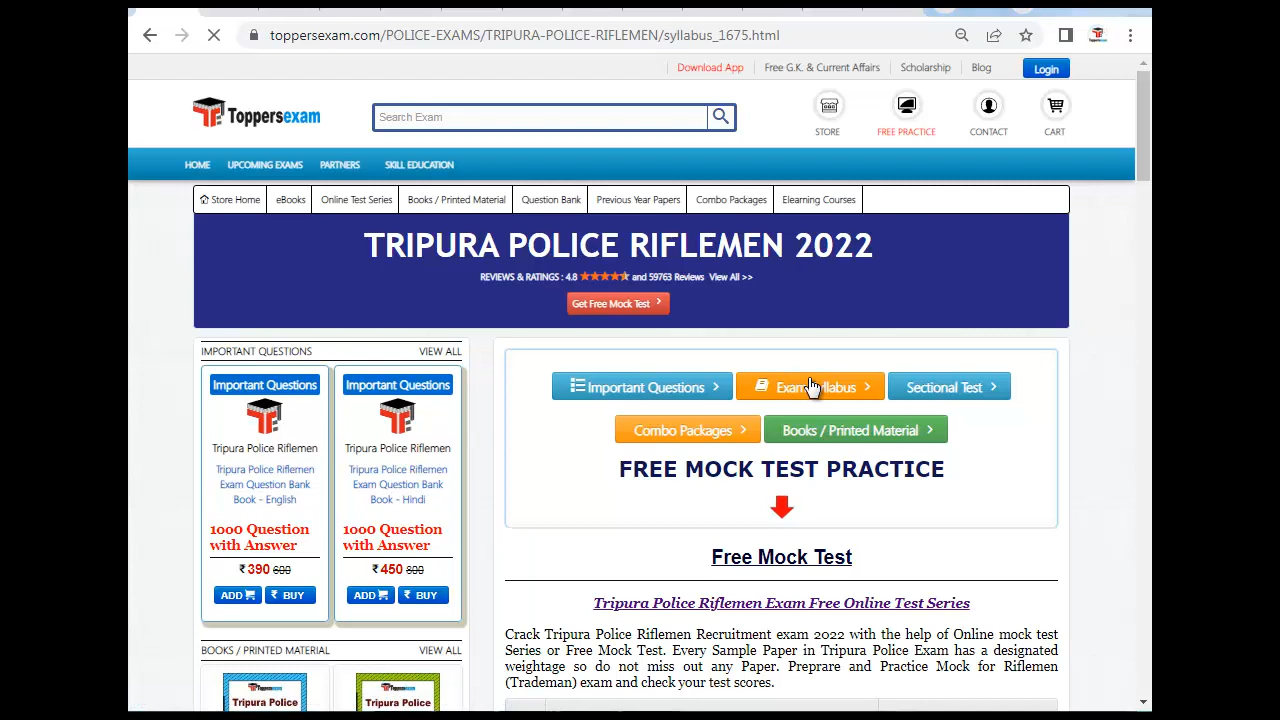 toppersexam.com/POLICE-EXAMS/TRIPURA-POLICE-RIFLEMEN/syllabus_1675.html
Download App Free G.K. & Current Affairs Scholarship Blog Login
Toppersexam
Search Exam
STORE FREE PRACTICE CONTACT CART
HOME UPCOMING EXAMS PARTNERS SKILL EDUCATION
Store Home eBooks Online Test Series Books / Printed Material Question Bank Previous Year Papers Combo Packages Elearning Courses
TRIPURA POLICE RIFLEMEN 2022
REVIEWS & RATINGS : 4.8 and 59763 Reviews View All >>
Get Free Mock Test
IMPORTANT QUESTIONS VIEW ALL
Important Questions
Tripura Police Riflemen
Tripura Police Riflemen
Exam Question Bank
Book - English
1000 Question
with Answer
₹ 390 600
ADD ₹ BUY
Important Questions
Tripura Police Riflemen
Tripura Police Riflemen
Exam Question Bank
Book - Hindi
1000 Question
with Answer
₹ 450 800
ADD ₹ BUY
BOOKS / PRINTED MATERIAL VIEW ALL
Toppersexam
Tripura Police
Toppersexam
Tripura Police
Important Questions Exam Syllabus Sectional Test
Combo Packages Books / Printed Material
FREE MOCK TEST PRACTICE
Free Mock Test
Tripura Police Riflemen Exam Free Online Test Series
Crack Tripura Police Riflemen Recruitment exam 2022 with the help of Online mock test
Series or Free Mock Test. Every Sample Paper in Tripura Police Exam has a designated
weightage so do not miss out any Paper. Preprare and Practice Mock for Riflemen
(Trademan) exam and check your test scores.